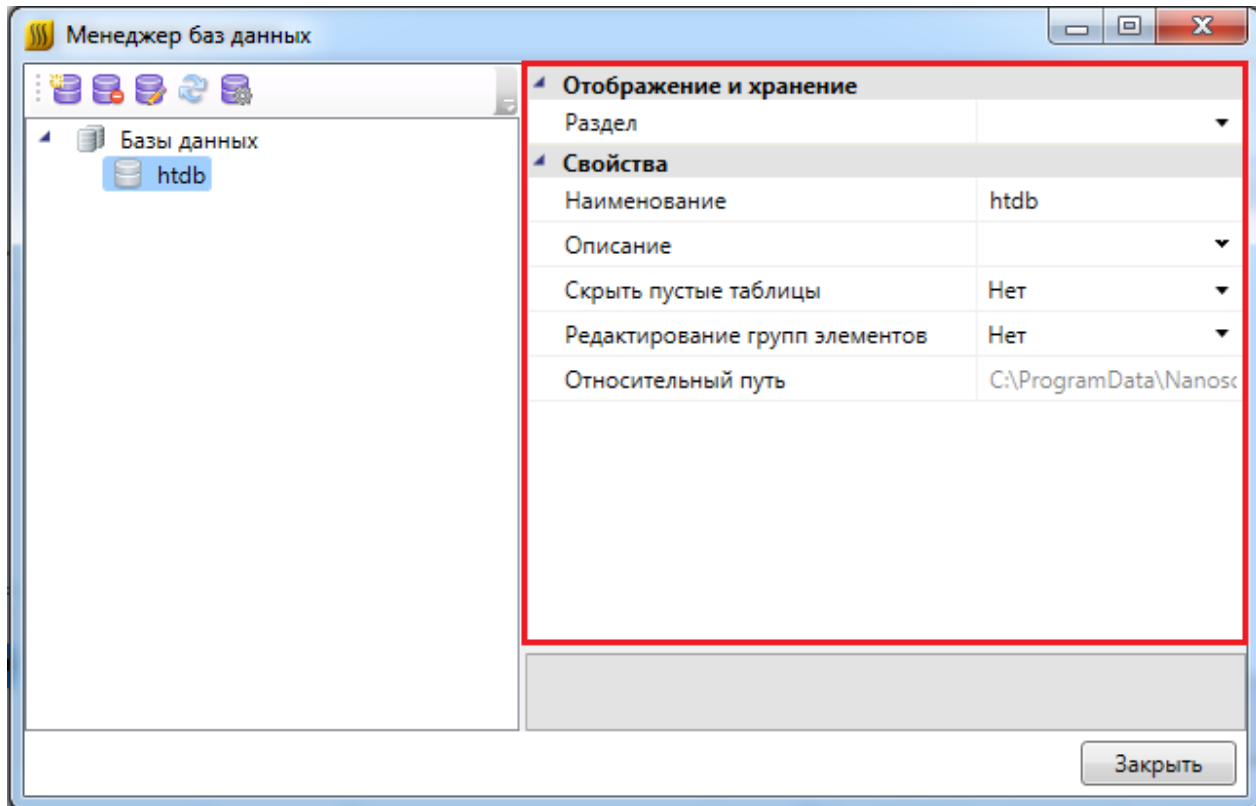 Менеджер баз данных
Базы данных
htdb
Отображение и хранение
Раздел
Свойства
Наименование htdb
Описание
Скрыть пустые таблицы Нет
Редактирование групп элементов Нет
Относительный путь C:\ProgramData\Nanosc
Закрыть